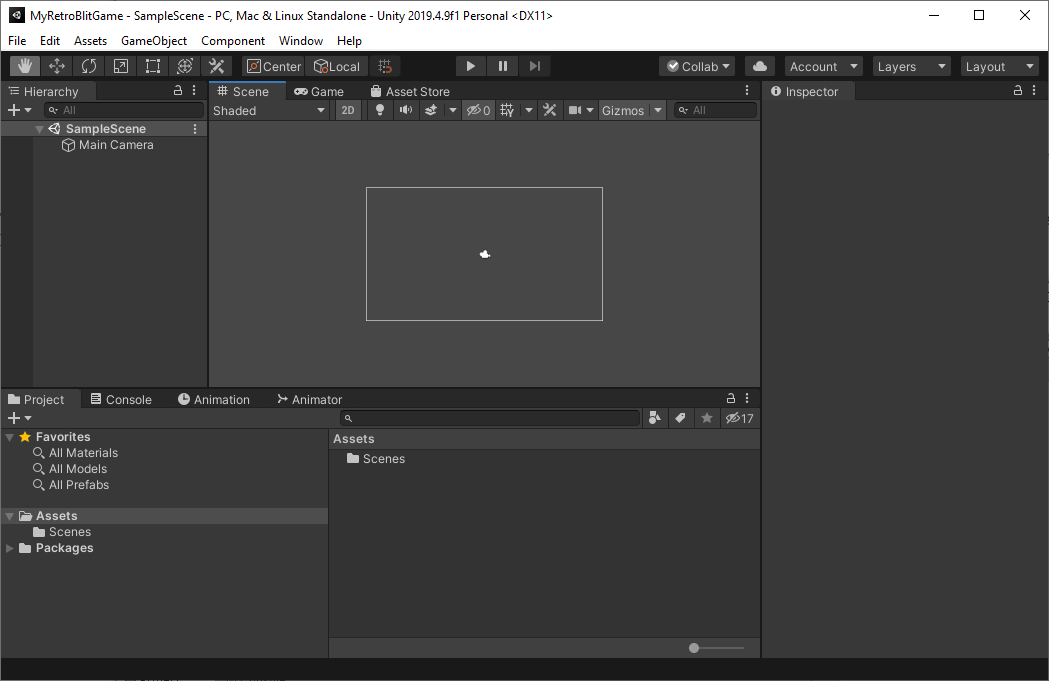 MyRetroBlitGame - SampleScene - PC, Mac & Linux Standalone - Unity 2019.4.9f1 Personal <DX11>
File Edit Assets GameObject Component Window Help
Center Local Collab Account Layers Layout
Hierarchy
All
SampleScene
Main Camera
Scene Game Asset Store
Shaded 2D 0 Gizmos All
Inspector
Project Console Animation Animator
17
Favorites
All Materials
All Models
All Prefabs
Assets
Scenes
Packages
Assets
Scenes